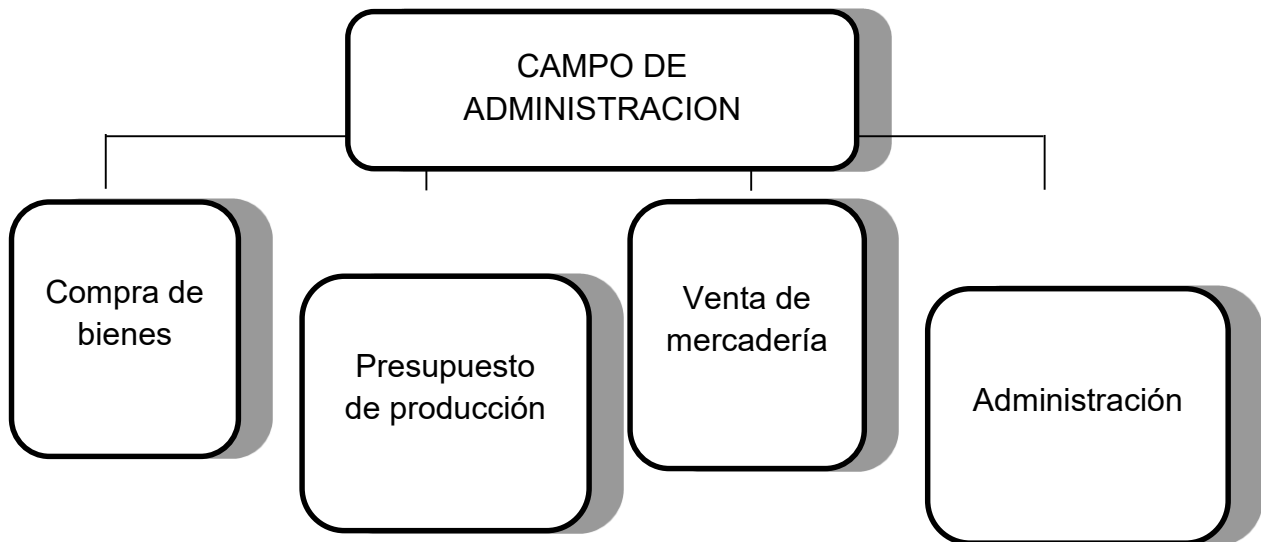 CAMPO DE
ADMINISTRACION
Compra de
bienes
Presupuesto
de producción
Venta de
mercadería
Administración